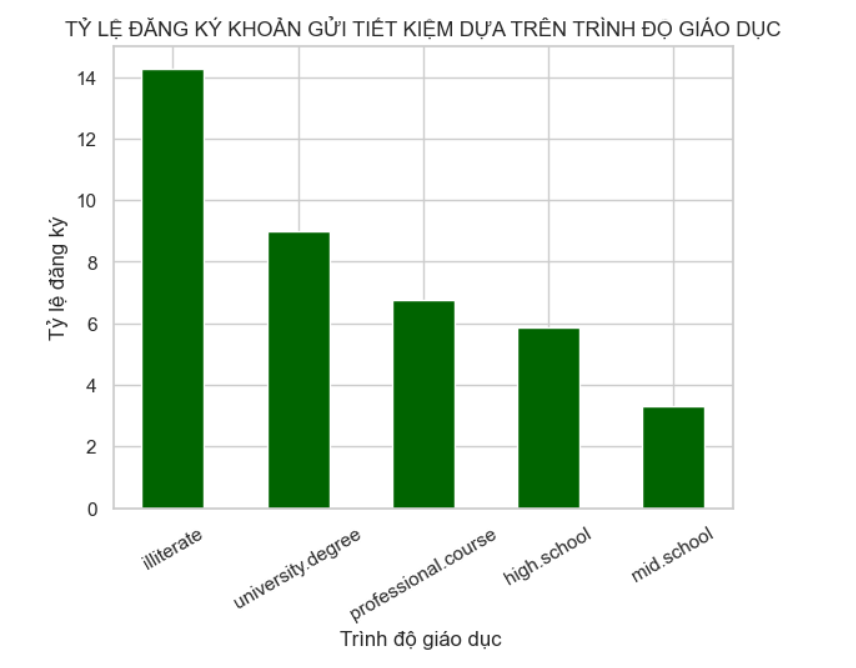 TỶ LỆ ĐĂNG KÝ KHOẢN GỬI TIẾT KIỆM DỰA TRÊN TRÌNH ĐỘ GIÁO DỤC
14
12
10
8
6
4
2
0
Tỷ lệ đăng ký
illiterate
university.degree
professional.course
high.school
mid.school
Trình độ giáo dục